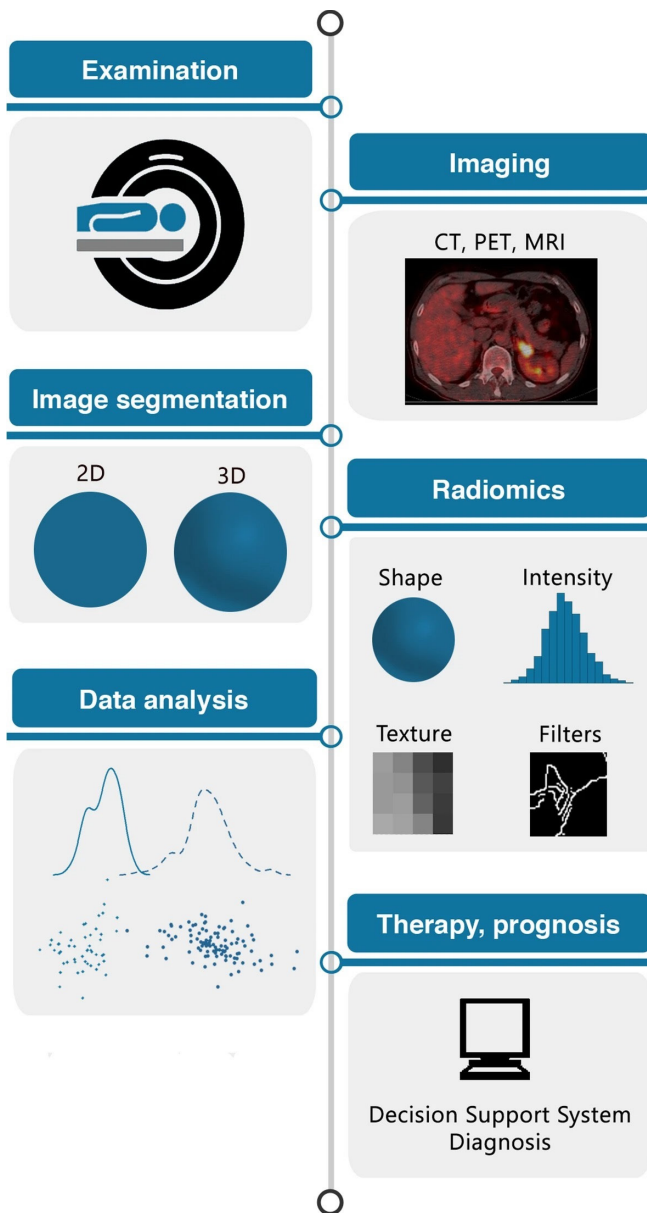 Examination
Imaging
CT, PET, MRI
Image segmentation
2D
3D
Radiomics
Shape
Intensity
Texture
Filters
Data analysis
Therapy, prognosis
Decision Support System
Diagnosis